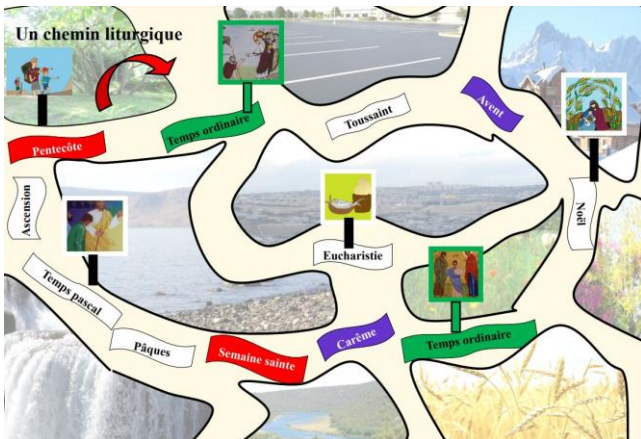 Un chemin liturgique
Temps ordinaire
Toussaint
Avent
Pentecôte
Ascension
Noël
Eucharistie
Temps pascal
Pâques
Semaine sainte
Carême
Temps ordinaire